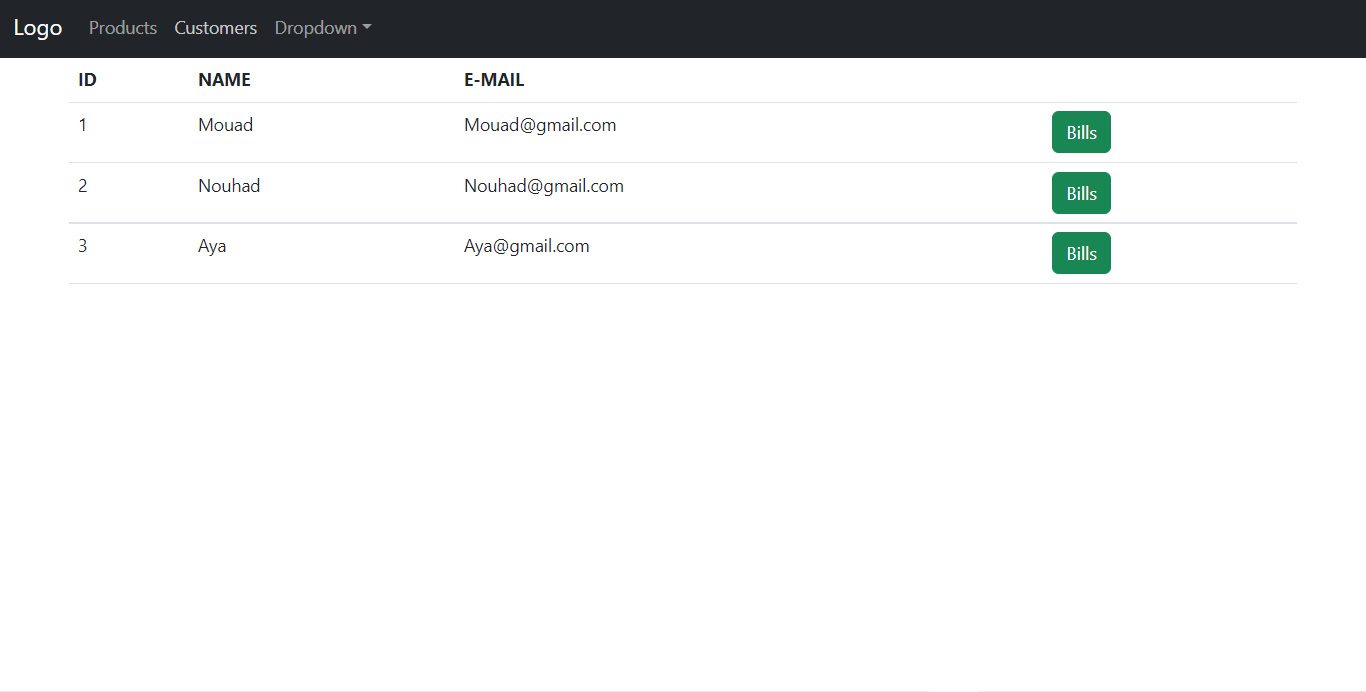 Logo Products Customers Dropdown
ID NAME E-MAIL
1 Mouad Mouad@gmail.com Bills
2 Nouhad Nouhad@gmail.com Bills
3 Aya Aya@gmail.com Bills